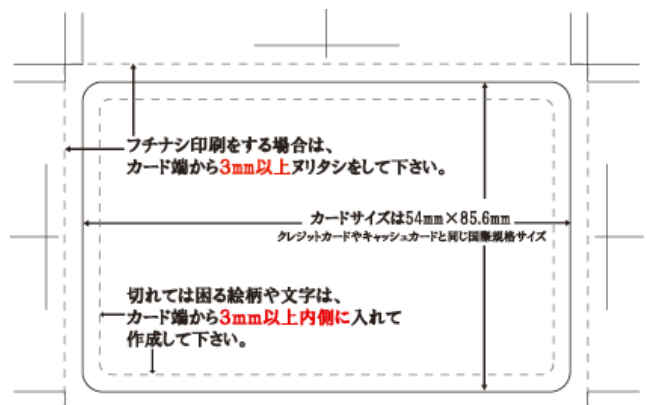 フチナシ印刷をする場合は、
カード端から3mm以上ヌリタシをして下さい。
カードサイズは54mm×85.6mm
クレジットカードやキャッシュカードと同じ国際規格サイズ
切れては困る絵柄や文字は、
カード端から3mm以上内側に入れて
作成して下さい。